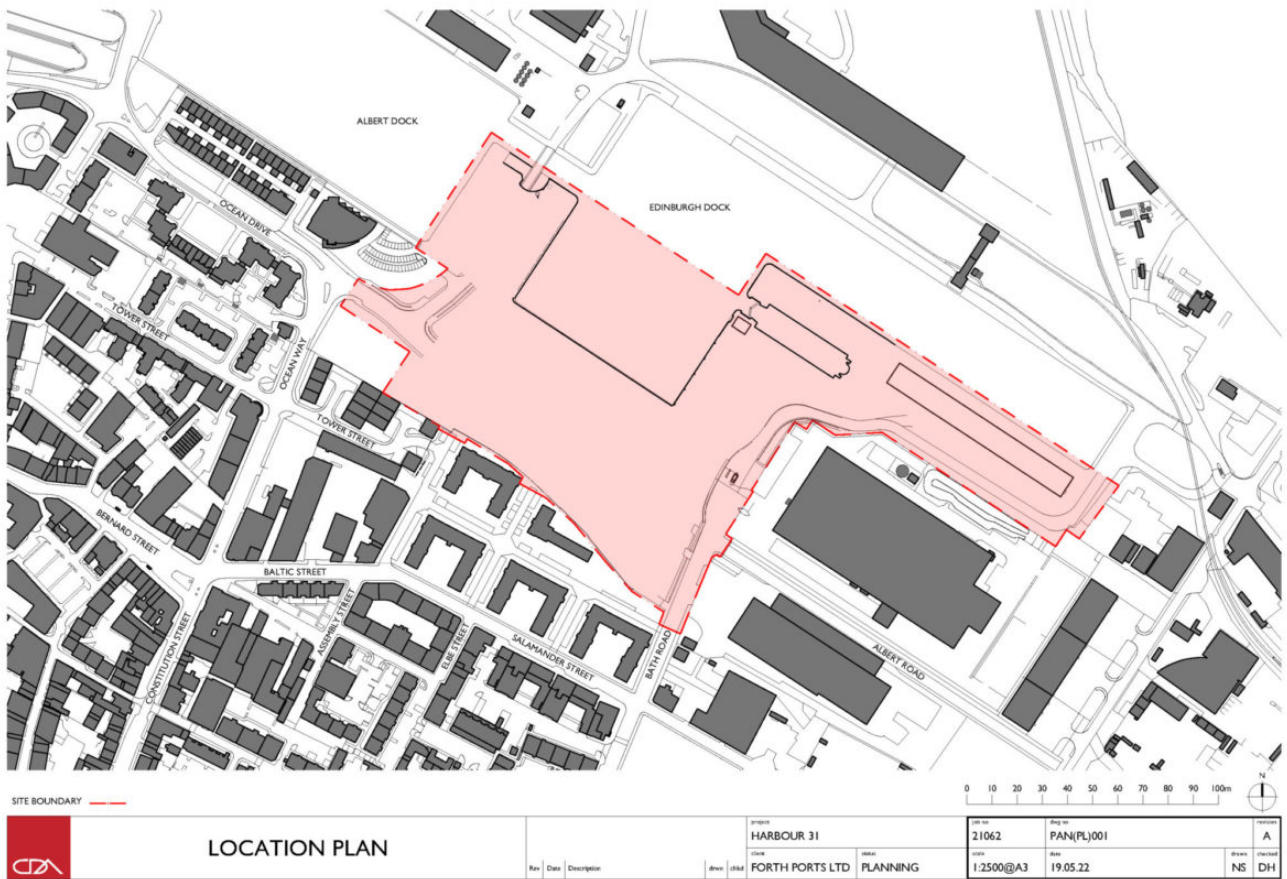 ALBERT DOCK
EDINBURGH DOCK
OCEAN DRIVE
TOWER STREET
OCEAN WAY
TOWER STREET
BERNARD STREET
BALTIC STREET
CONSTITUTION STREET
ASSEMBLY STREET
ELBE STREET
SALAMANDER STREET
BATH ROAD
ALBERT ROAD
SITE BOUNDARY
0 10 20 30 40 50 60 70 80 90 100m
N
CDA
LOCATION PLAN
Rev Date Description drwn chkd
project
HARBOUR 31
client
FORTH PORTS LTD
status
PLANNING
job no
21062
dwg no
PAN(PL)001
revision
A
scale
1:2500@A3
date
19.05.22
drawn
NS
checked
DH